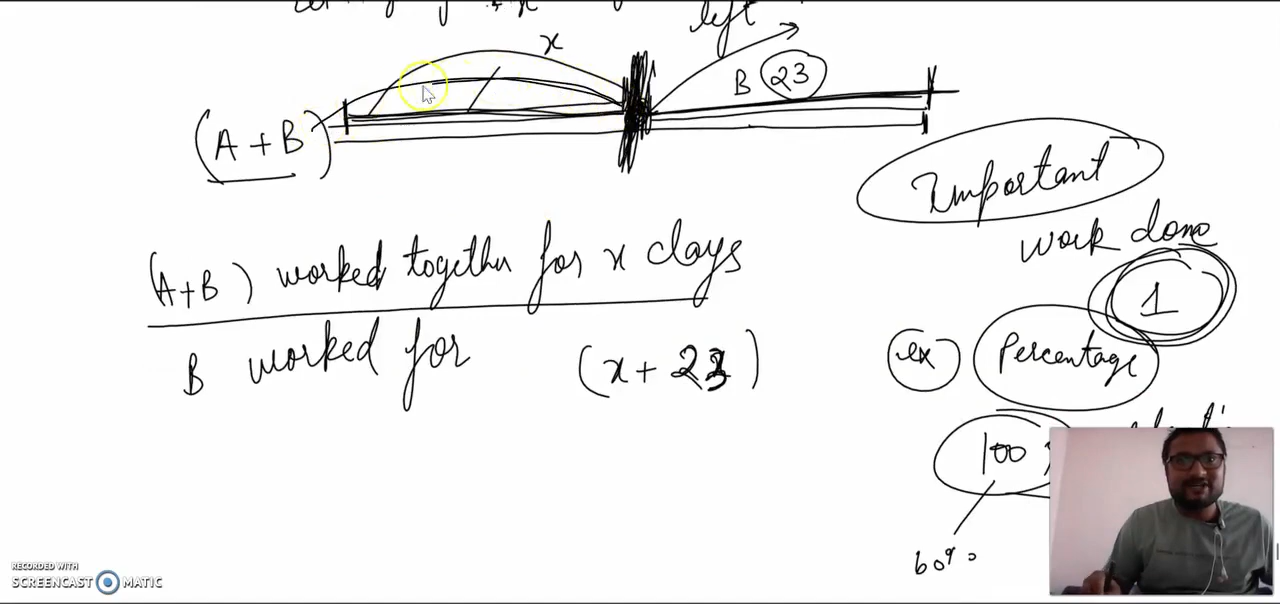 x
left
B 23
(A + B)
Important
work done
1
(A+B) worked together for x days
B worked for (x + 23)
ex
Percentage
100
60%
RECORDED WITH
SCREENCAST MATIC